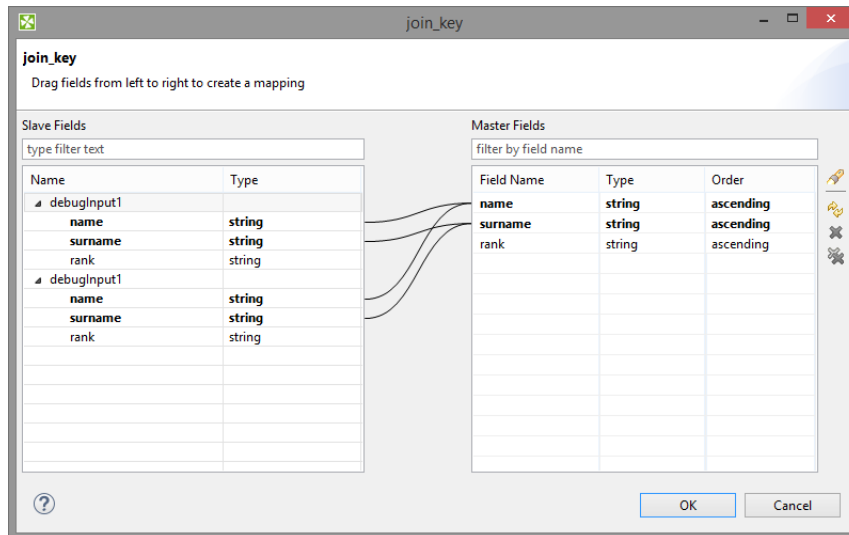 join_key
join_key
Drag fields from left to right to create a mapping
Slave Fields
type filter text
Name Type
debugInput1
name string
surname string
rank string
debugInput1
name string
surname string
rank string
Master Fields
filter by field name
Field Name Type Order
name string ascending
surname string ascending
rank string ascending
?
OK Cancel